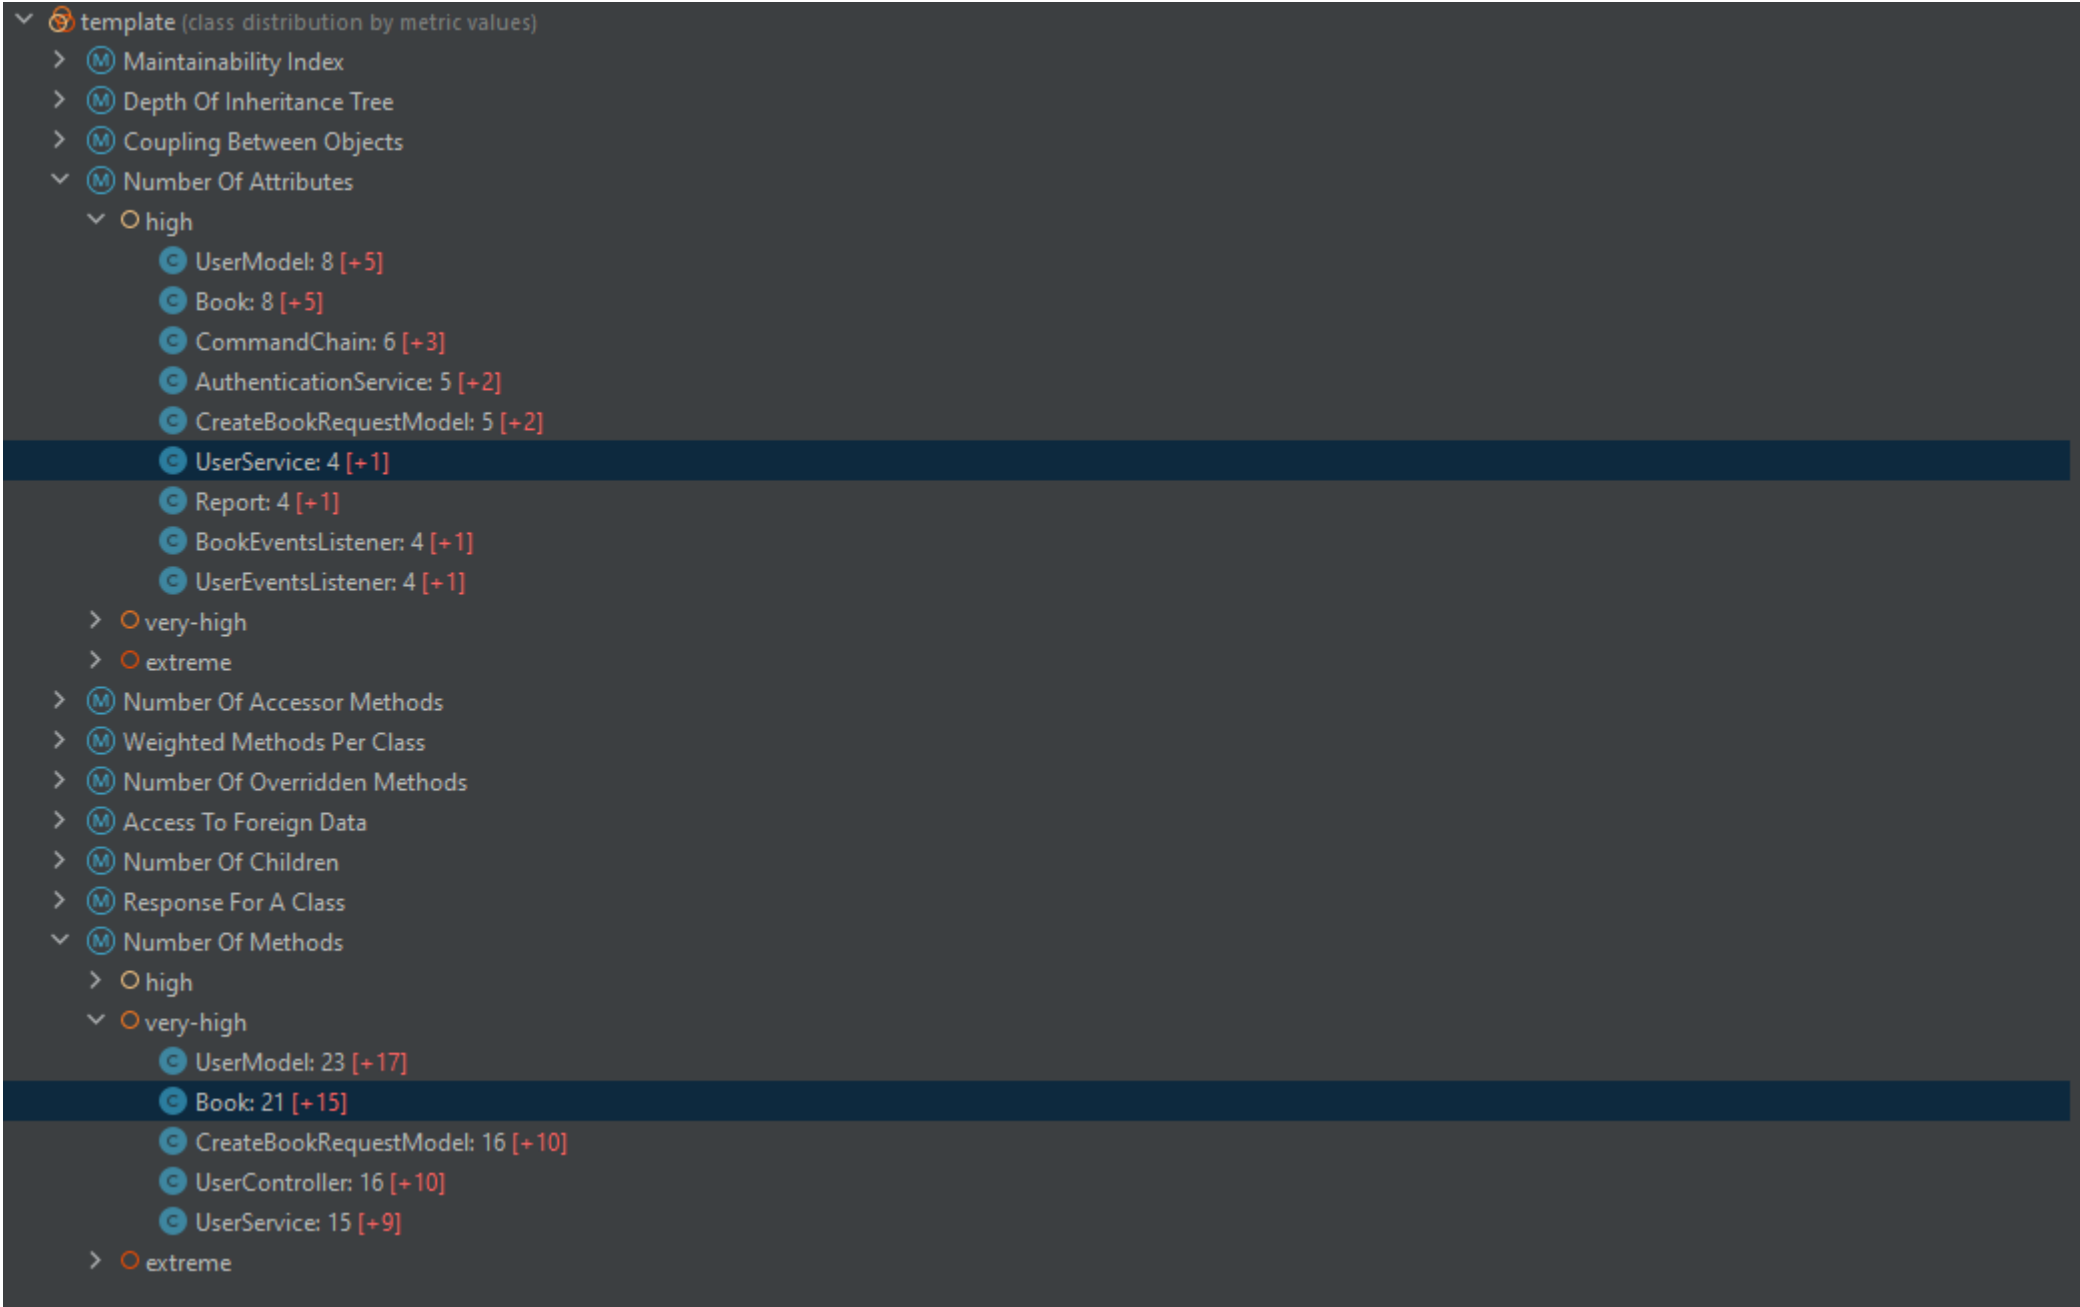 template (class distribution by metric values)
Maintainability Index
Depth Of Inheritance Tree
Coupling Between Objects
Number Of Attributes
high
UserModel: 8 [+5]
Book: 8 [+5]
CommandChain: 6 [+3]
AuthenticationService: 5 [+2]
CreateBookRequestModel: 5 [+2]
UserService: 4 [+1]
Report: 4 [+1]
BookEventsListener: 4 [+1]
UserEventsListener: 4 [+1]
very-high
extreme
Number Of Accessor Methods
Weighted Methods Per Class
Number Of Overridden Methods
Access To Foreign Data
Number Of Children
Response For A Class
Number Of Methods
high
very-high
UserModel: 23 [+17]
Book: 21 [+15]
CreateBookRequestModel: 16 [+10]
UserController: 16 [+10]
UserService: 15 [+9]
extreme